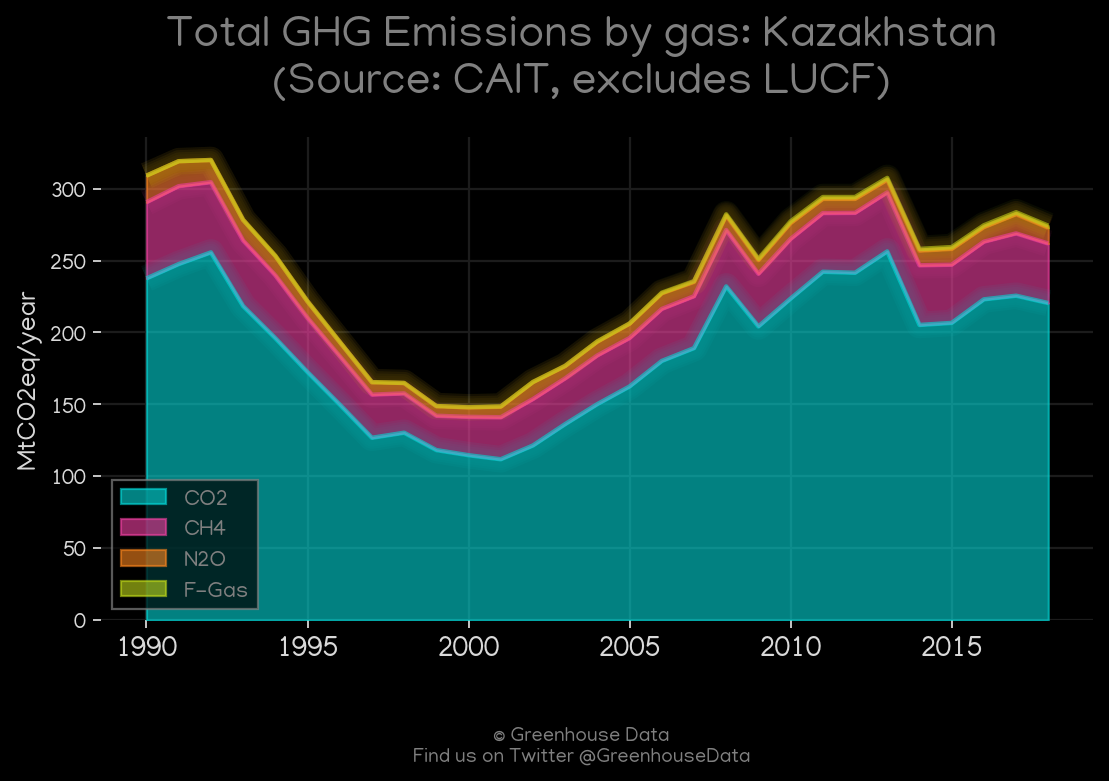 Total GHG Emissions by gas: Kazakhstan
(Source: CAIT, excludes LUCF)
MtCO2eq/year
300
250
200
150
100
50
0
CO2
CH4
N2O
F-Gas
1990 1995 2000 2005 2010 2015
© Greenhouse Data
Find us on Twitter @GreenhouseData